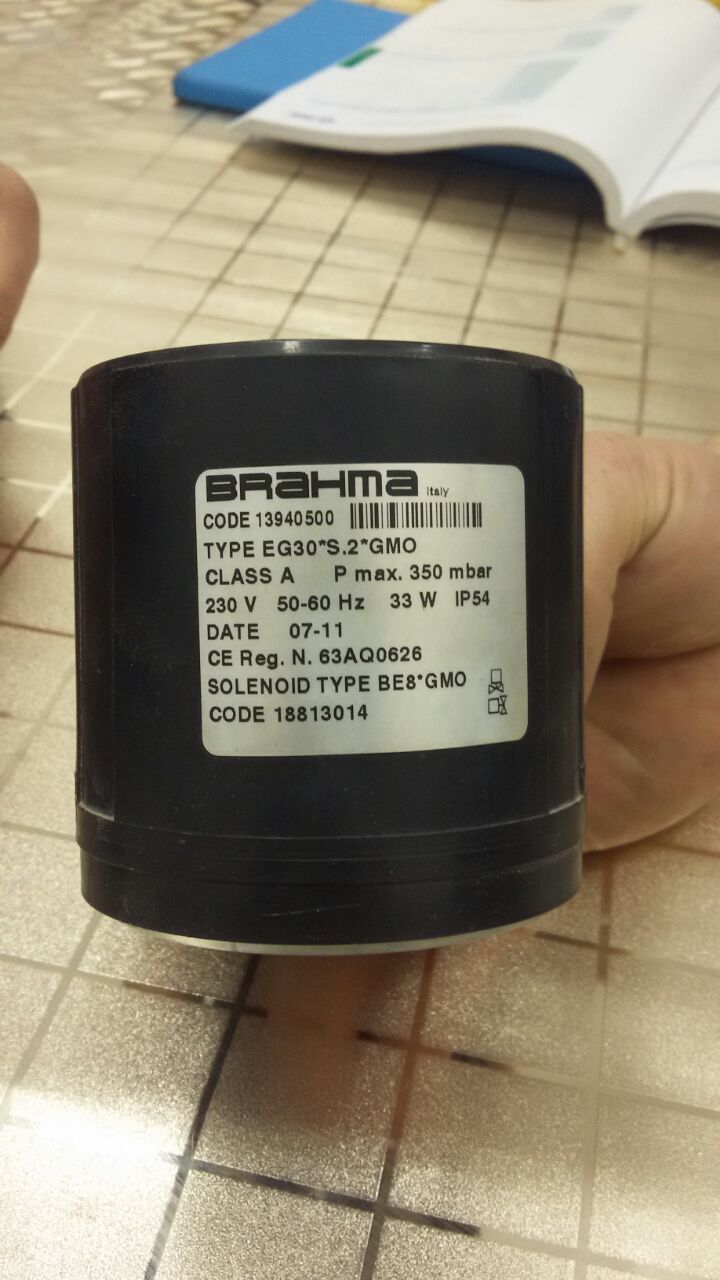 BRAHMA Italy
CODE 13940500
TYPE EG30*S.2*GMO
CLASS A P max. 350 mbar
230 V 50-60 Hz 33 W IP54
DATE 07-11
CE Reg. N. 63AQ0626
SOLENOID TYPE BE8*GMO
CODE 18813014